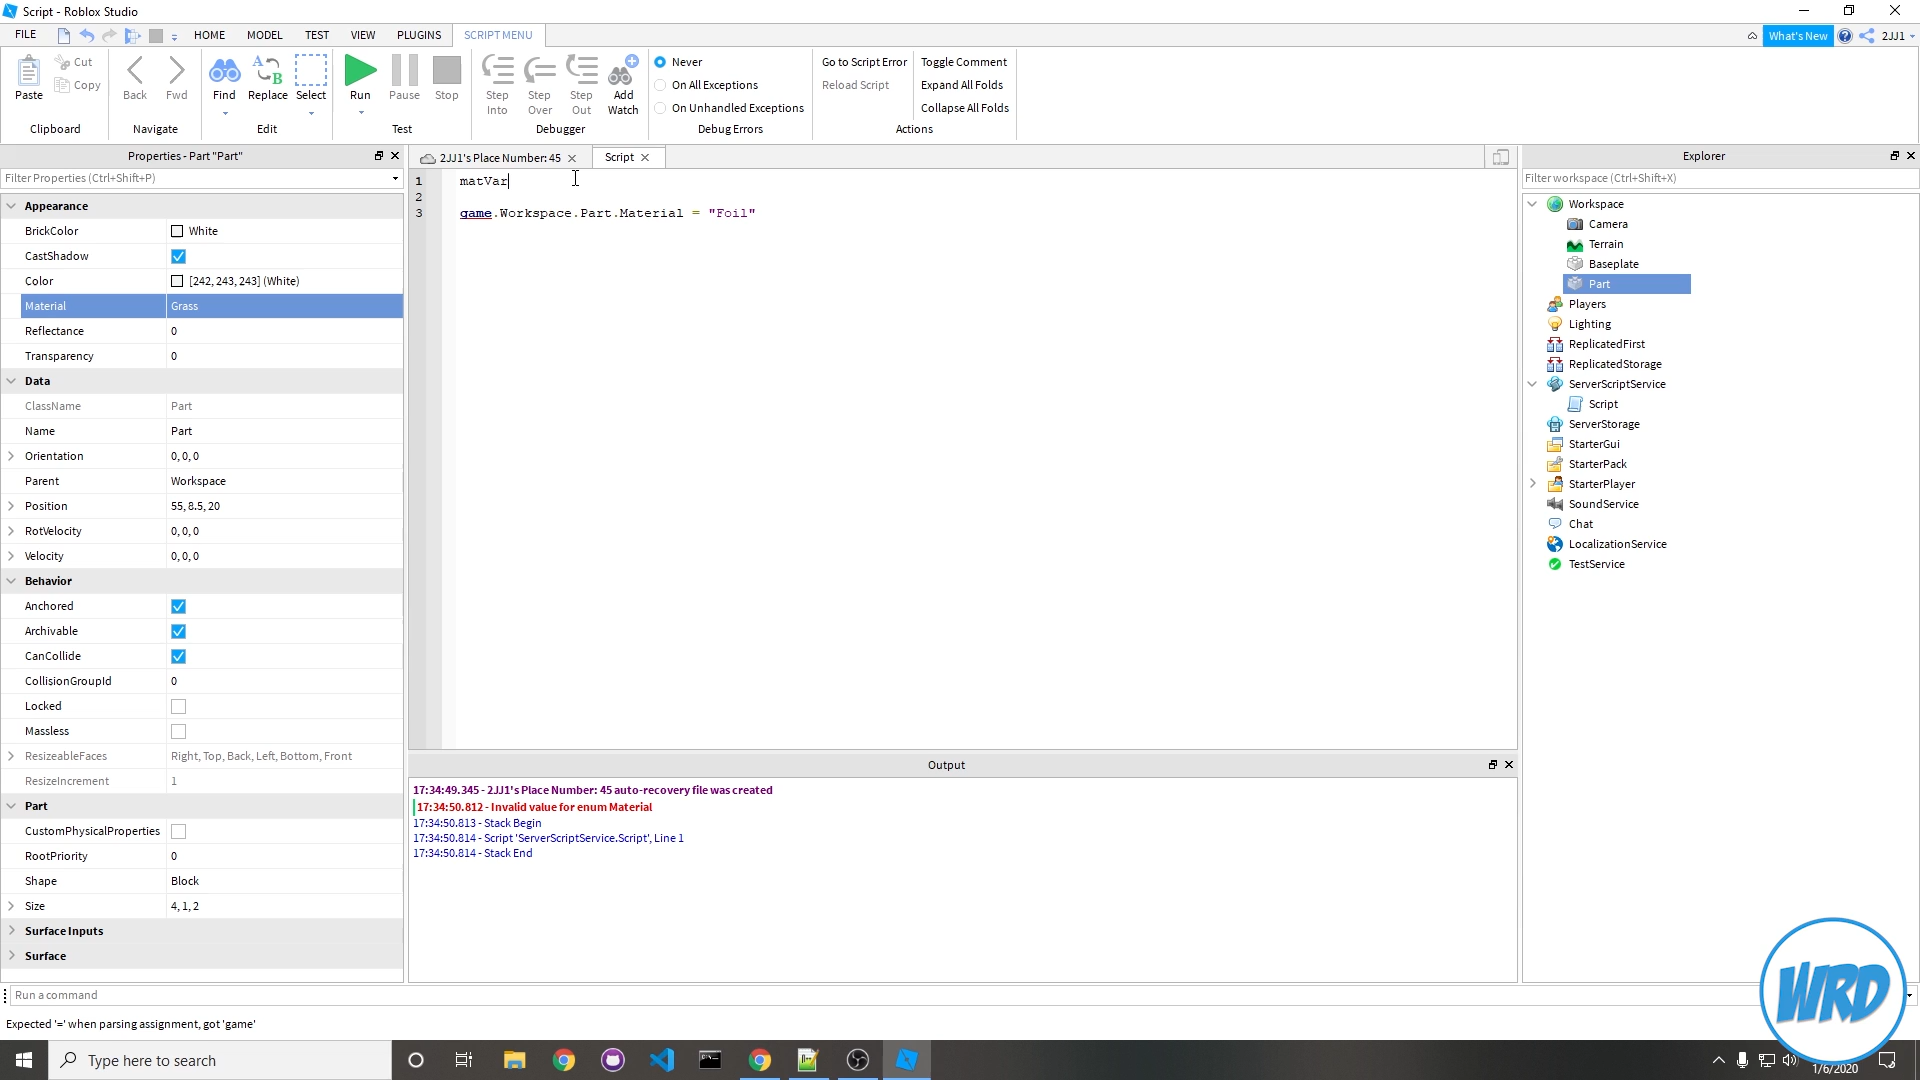 Script - Roblox Studio
FILE HOME MODEL TEST VIEW PLUGINS SCRIPT MENU What's New 2JJ1
Paste Cut Copy Back Fwd Find Replace Select Run Pause Stop Step Into Step Over Step Out Add Watch
Never Go to Script Error Toggle Comment
On All Exceptions Reload Script Expand All Folds
On Unhandled Exceptions Collapse All Folds
Clipboard Navigate Edit Test Debugger Debug Errors Actions
Properties - Part "Part"
Filter Properties (Ctrl+Shift+P)
Appearance
BrickColor White
CastShadow
Color [242, 243, 243] (White)
Material Grass
Reflectance 0
Transparency 0
Data
ClassName Part
Name Part
Orientation 0, 0, 0
Parent Workspace
Position 55, 8.5, 20
RotVelocity 0, 0, 0
Velocity 0, 0, 0
Behavior
Anchored
Archivable
CanCollide
CollisionGroupId 0
Locked
Massless
ResizeableFaces Right, Top, Back, Left, Bottom, Front
ResizeIncrement 1
Part
CustomPhysicalProperties
RootPriority 0
Shape Block
Size 4, 1, 2
Surface Inputs
Surface
2JJ1's Place Number: 45 Script
1 matVar
2
3 game.Workspace.Part.Material = "Foil"
Output
17:34:49.345 - 2JJ1's Place Number: 45 auto-recovery file was created
17:34:50.812 - Invalid value for enum Material
17:34:50.813 - Stack Begin
17:34:50.814 - Script 'ServerScriptService.Script', Line 1
17:34:50.814 - Stack End
Explorer
Filter workspace (Ctrl+Shift+X)
Workspace
Camera
Terrain
Baseplate
Part
Players
Lighting
ReplicatedFirst
ReplicatedStorage
ServerScriptService
Script
ServerStorage
StarterGui
StarterPack
StarterPlayer
SoundService
Chat
LocalizationService
TestService
Run a command
Expected '=' when parsing assignment, got 'game'
WRD
Type here to search
1/6/2020